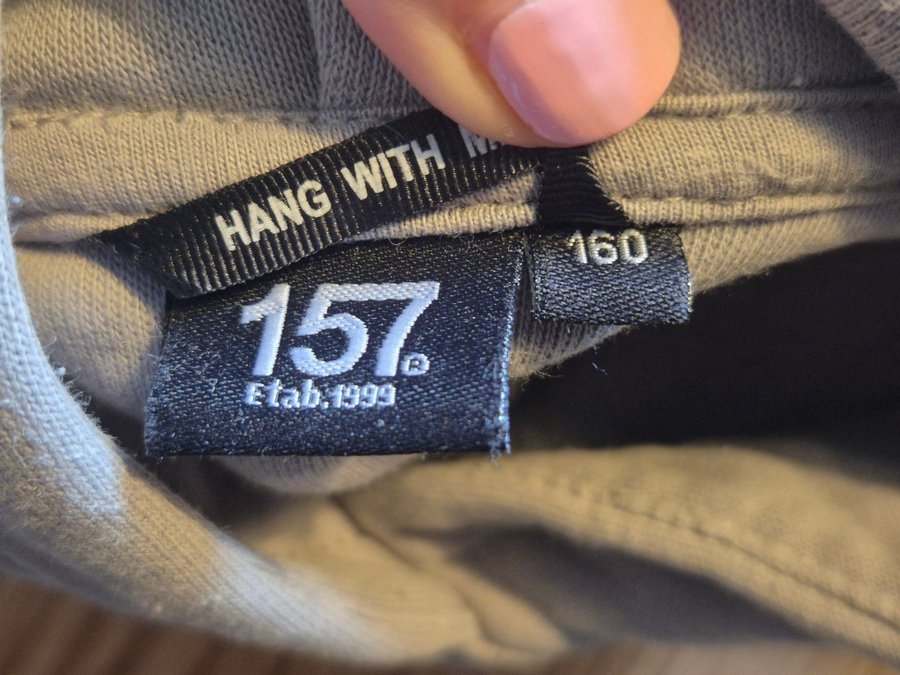 HANG WITH
160
157®
Etab.1999